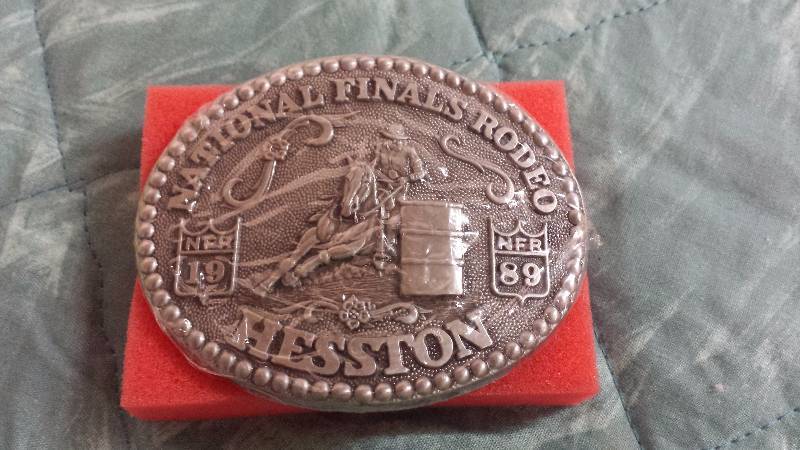 NATIONAL FINALS RODEO
NFR
19
NFR
89
HESSTON